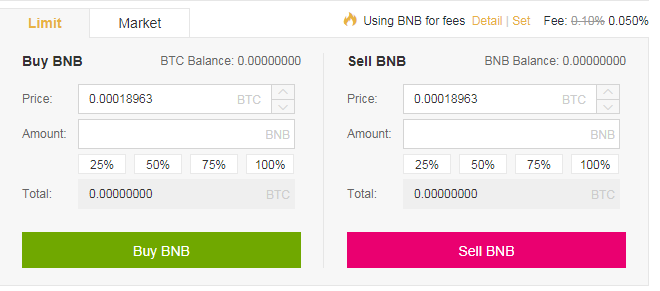 Limit Market Using BNB for fees Detail | Set Fee: 0.10% 0.050%
Buy BNB BTC Balance: 0.00000000 Sell BNB BNB Balance: 0.00000000
Price: 0.00018963 BTC Price: 0.00018963 BTC
Amount: BNB Amount: BNB
25% 50% 75% 100% 25% 50% 75% 100%
Total: 0.00000000 BTC Total: 0.00000000 BTC
Buy BNB Sell BNB